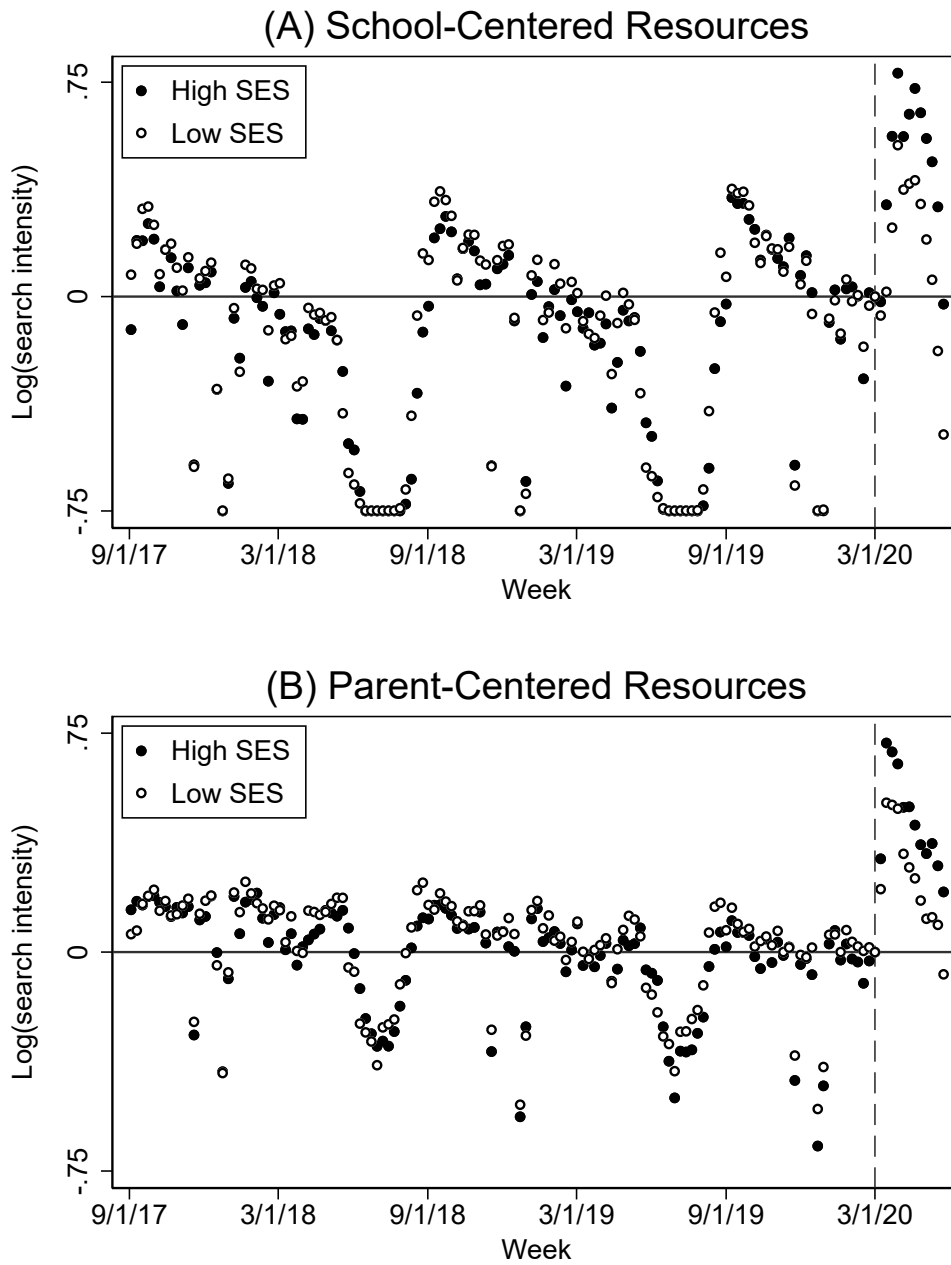 (A) School-Centered Resources
High SES
Low SES
Log(search intensity)
.75
0
-.75
9/1/17 3/1/18 9/1/18 3/1/19 9/1/19 3/1/20
Week
(B) Parent-Centered Resources
High SES
Low SES
Log(search intensity)
.75
0
-.75
9/1/17 3/1/18 9/1/18 3/1/19 9/1/19 3/1/20
Week